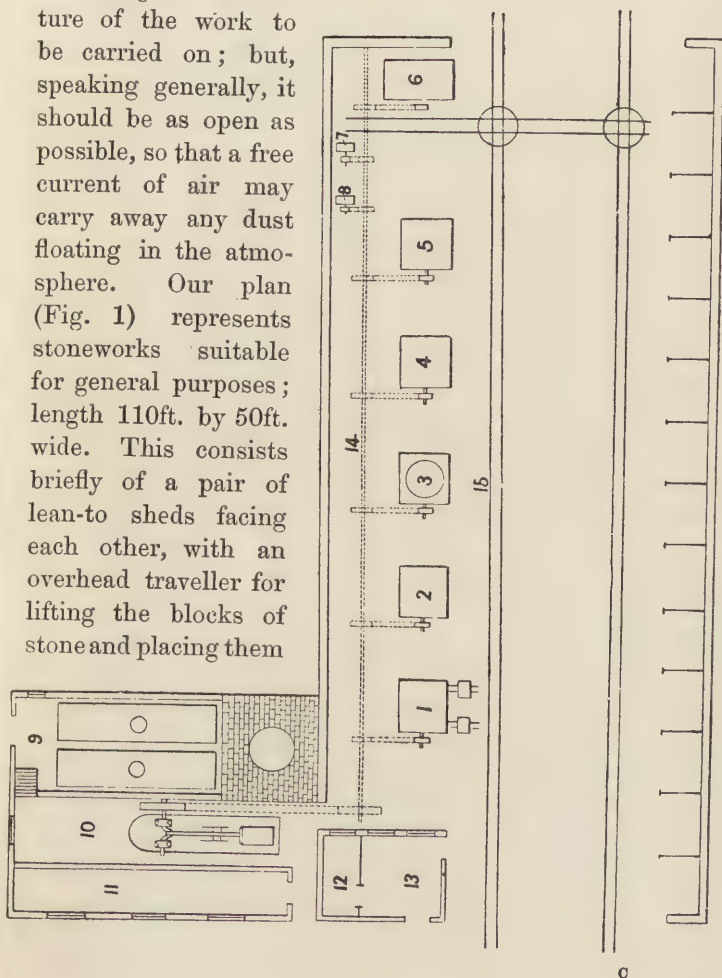 ture of the work to
be carried on; but,
speaking generally, it
should be as open as
possible, so that a free
current of air may
carry away any dust
floating in the atmo-
sphere. Our plan
(Fig. 1) represents
stoneworks suitable
for general purposes;
length 110ft. by 50ft.
wide. This consists
briefly of a pair of
lean-to sheds facing
each other, with an
overhead traveller for
lifting the blocks of
stone and placing them
6
7
8
5
4
14
3
15
2
1
9
10
11
12
13
c